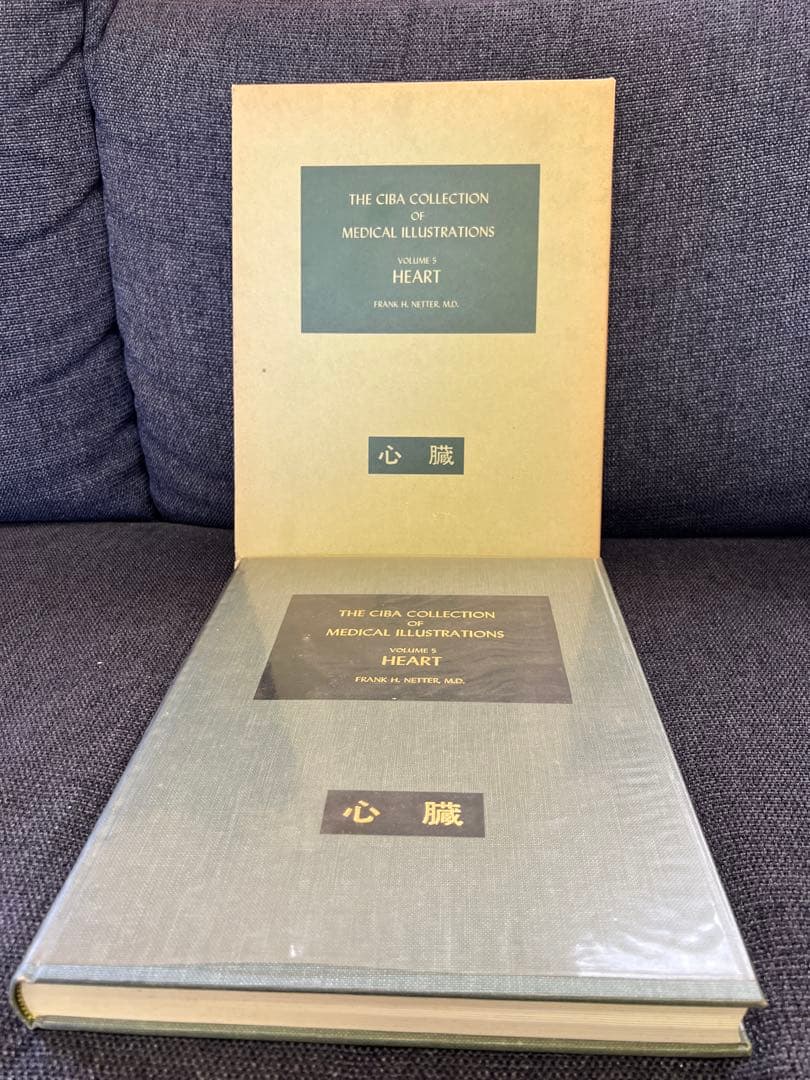 THE CIBA COLLECTION
OF
MEDICAL ILLUSTRATIONS
VOLUME 5
HEART
FRANK H. NETTER, M.D.
心 臓
THE CIBA COLLECTION
OF
MEDICAL ILLUSTRATIONS
VOLUME 5
HEART
FRANK H. NETTER, M.D.
心 臓